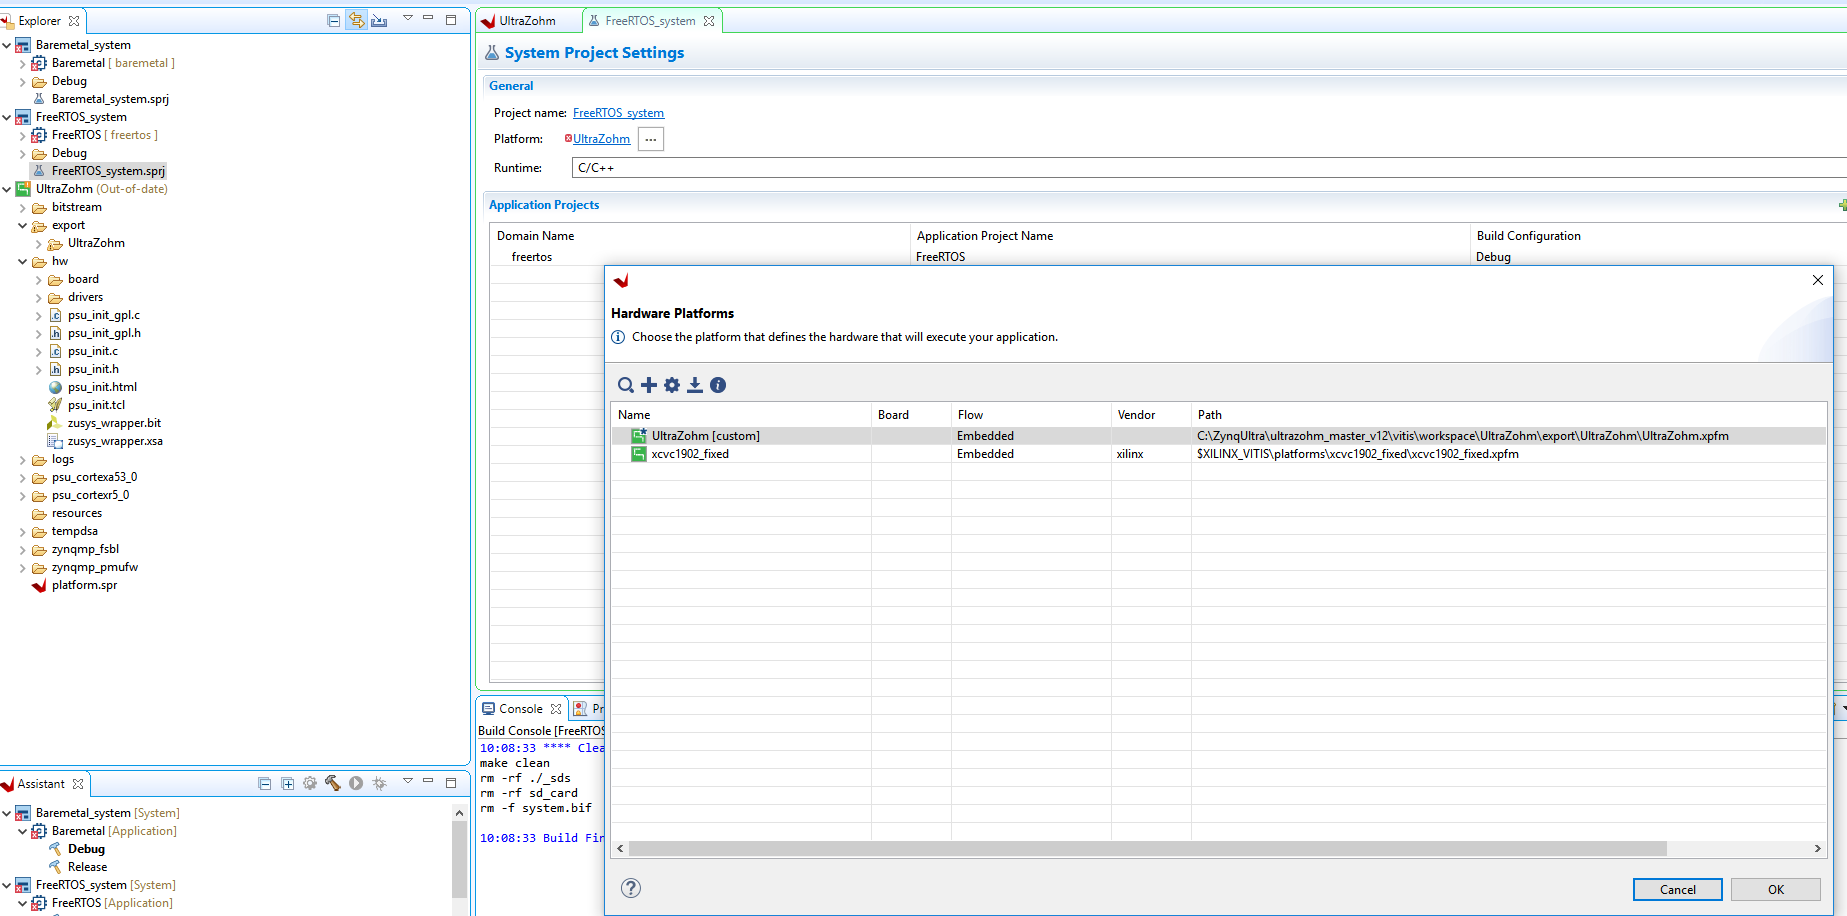 Explorer
Baremetal_system
Baremetal [ baremetal ]
Debug
Baremetal_system.sprj
FreeRTOS_system
FreeRTOS [ freertos ]
Debug
FreeRTOS_system.sprj
UltraZohm (Out-of-date)
bitstream
export
UltraZohm
hw
board
drivers
psu_init_gpl.c
psu_init_gpl.h
psu_init.c
psu_init.h
psu_init.html
psu_init.tcl
zusys_wrapper.bit
zusys_wrapper.xsa
logs
psu_cortexa53_0
psu_cortexr5_0
resources
tempdsa
zynqmp_fsbl
zynqmp_pmufw
platform.spr
Assistant
Baremetal_system [System]
Baremetal [Application]
Debug
Release
FreeRTOS_system [System]
FreeRTOS [Application]
UltraZohm
FreeRTOS_system
System Project Settings
General
Project name: FreeRTOS_system
Platform: UltraZohm ...
Runtime: C/C++
Application Projects
Domain Name Application Project Name Build Configuration
freertos FreeRTOS Debug
Hardware Platforms
Choose the platform that defines the hardware that will execute your application.
Name Board Flow Vendor Path
UltraZohm [custom] Embedded C:\ZynqUltra\ultrazohm_master_v12\vitis\workspace\UltraZohm\export\UltraZohm\UltraZohm.xpfm
xcvc1902_fixed Embedded xilinx $XILINX_VITIS\platforms\xcvc1902_fixed\xcvc1902_fixed.xpfm
Cancel OK
Console Pr
Build Console [FreeRTOS
10:08:33 **** Clea
make clean
rm -rf ./_sds
rm -rf sd_card
rm -f system.bif
10:08:33 Build Fin